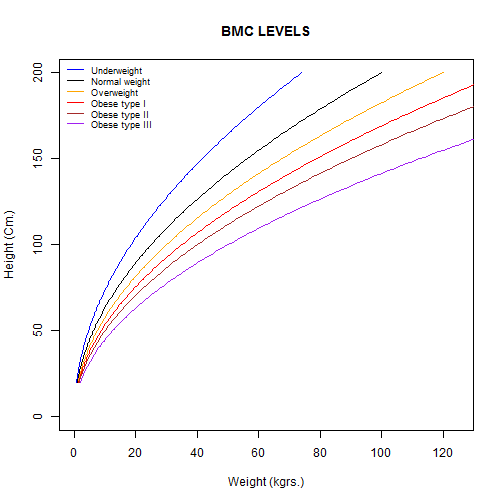 BMC LEVELS
Underweight
Normal weight
Overweight
Obese type I
Obese type II
Obese type III
Height (Cm.)
200
150
100
50
0
0 20 40 60 80 100 120
Weight (kgrs.)